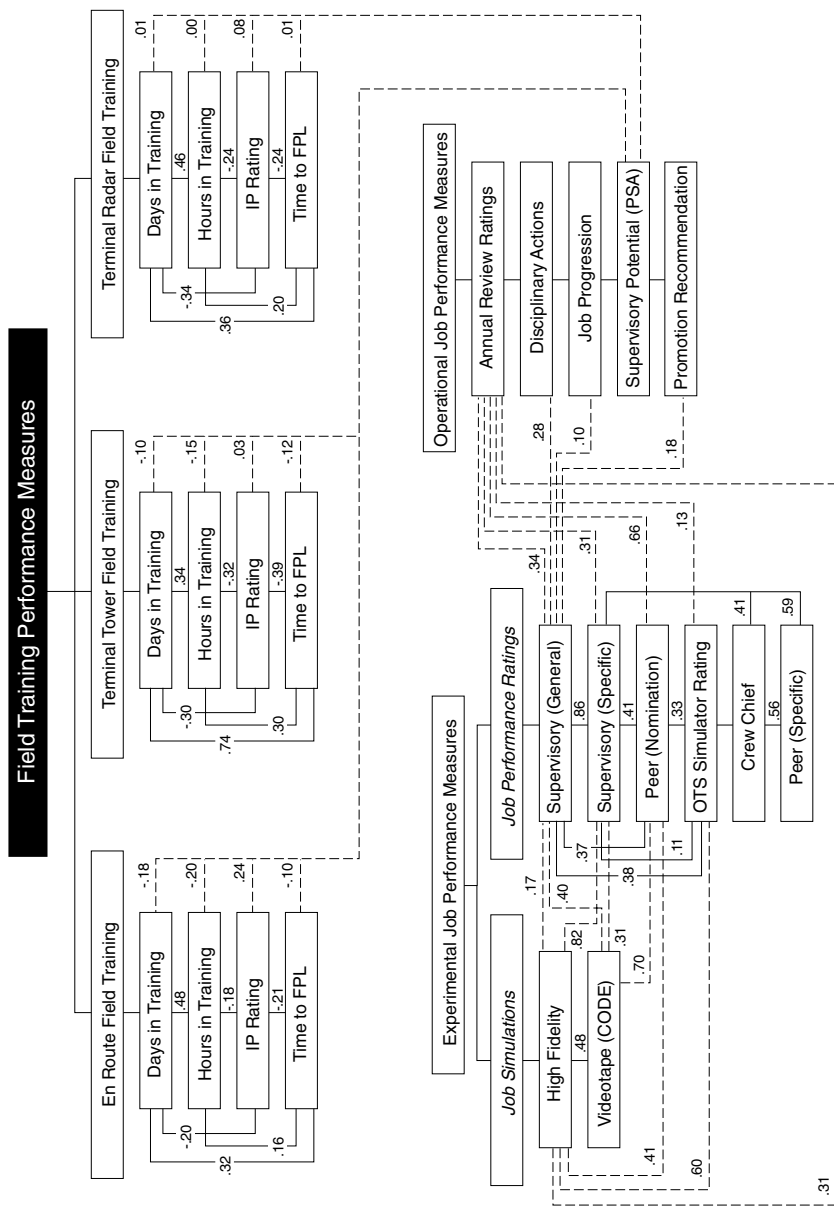 Field Training Performance Measures
En Route Field Training
Days in Training
.48
Hours in Training
-.18
IP Rating
-.21
Time to FPL
-.20
.16
.32
-.18
-.20
.24
-.10
Terminal Tower Field Training
Days in Training
.34
Hours in Training
-.32
IP Rating
-.39
Time to FPL
-.30
.30
.74
-.10
-.15
.03
-.12
Terminal Radar Field Training
Days in Training
.46
Hours in Training
-.24
IP Rating
-.24
Time to FPL
-.34
.20
.36
.01
.00
.08
.01
Experimental Job Performance Measures
Job Simulations
High Fidelity
.48
Videotape (CODE)
Job Performance Ratings
Supervisory (General)
.86
Supervisory (Specific)
.41
Peer (Nomination)
.33
OTS Simulator Rating
Crew Chief
.56
Peer (Specific)
.17
.40
.82
.31
.70
.37
.11
.38
.41
.60
.31
.41
.59
Operational Job Performance Measures
Annual Review Ratings
Disciplinary Actions
Job Progression
Supervisory Potential (PSA)
Promotion Recommendation
.34
.31
.66
.13
.28
.10
.18